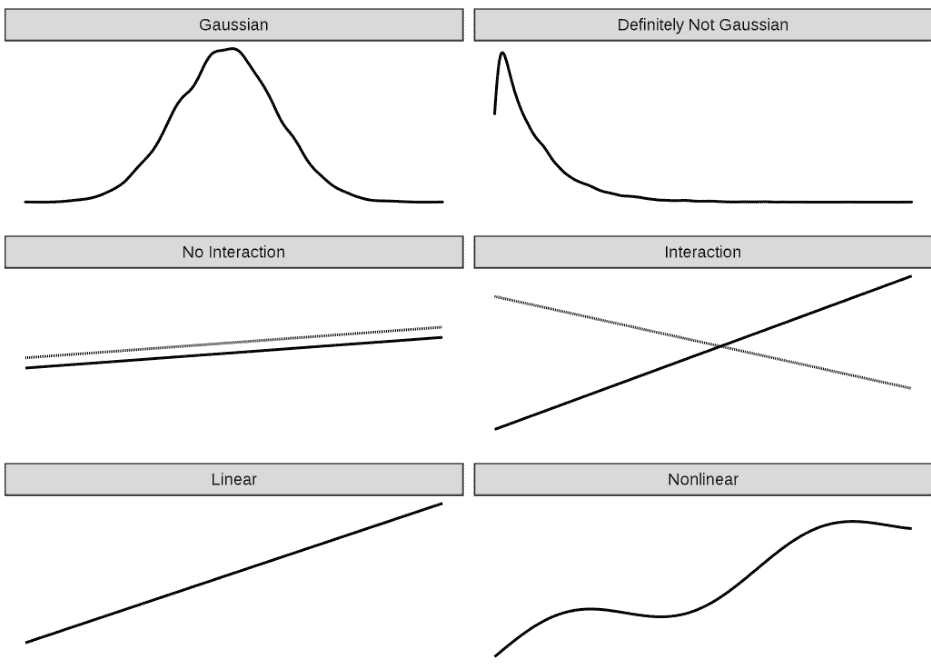 Gaussian
Definitely Not Gaussian
No Interaction
Interaction
Linear
Nonlinear